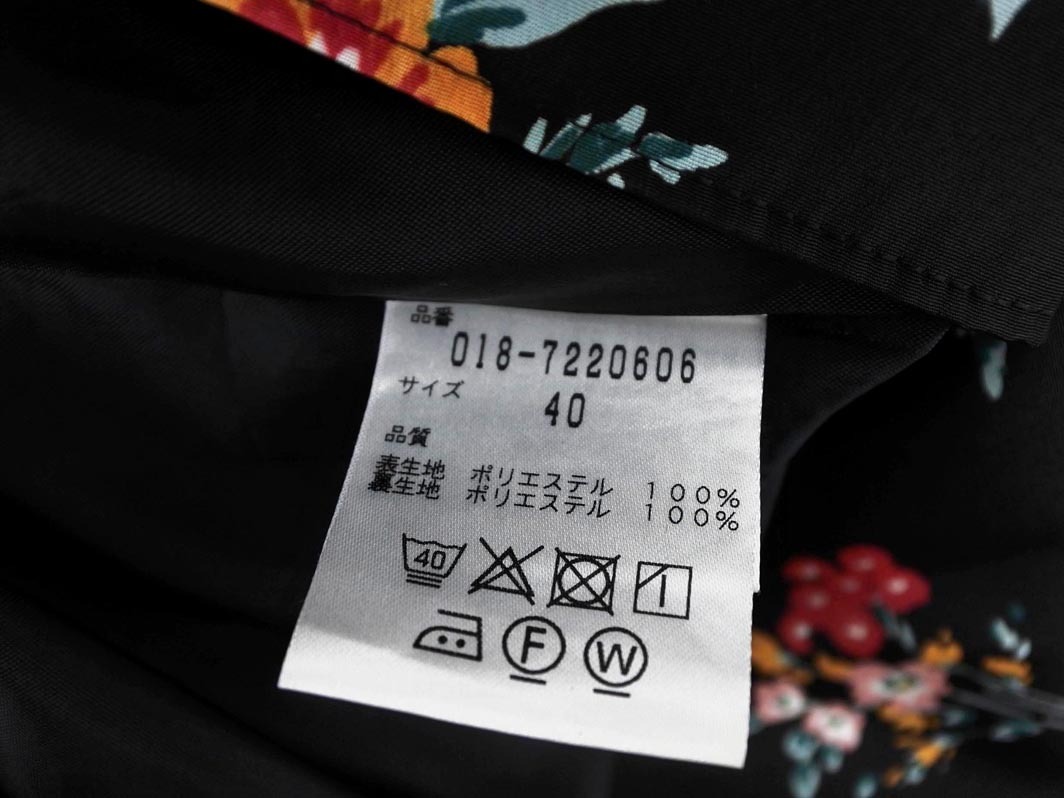 品番
018-7220606
サイズ
40
品質
表生地 ポリエステル 100%
裏生地 ポリエステル 100%
40
F W